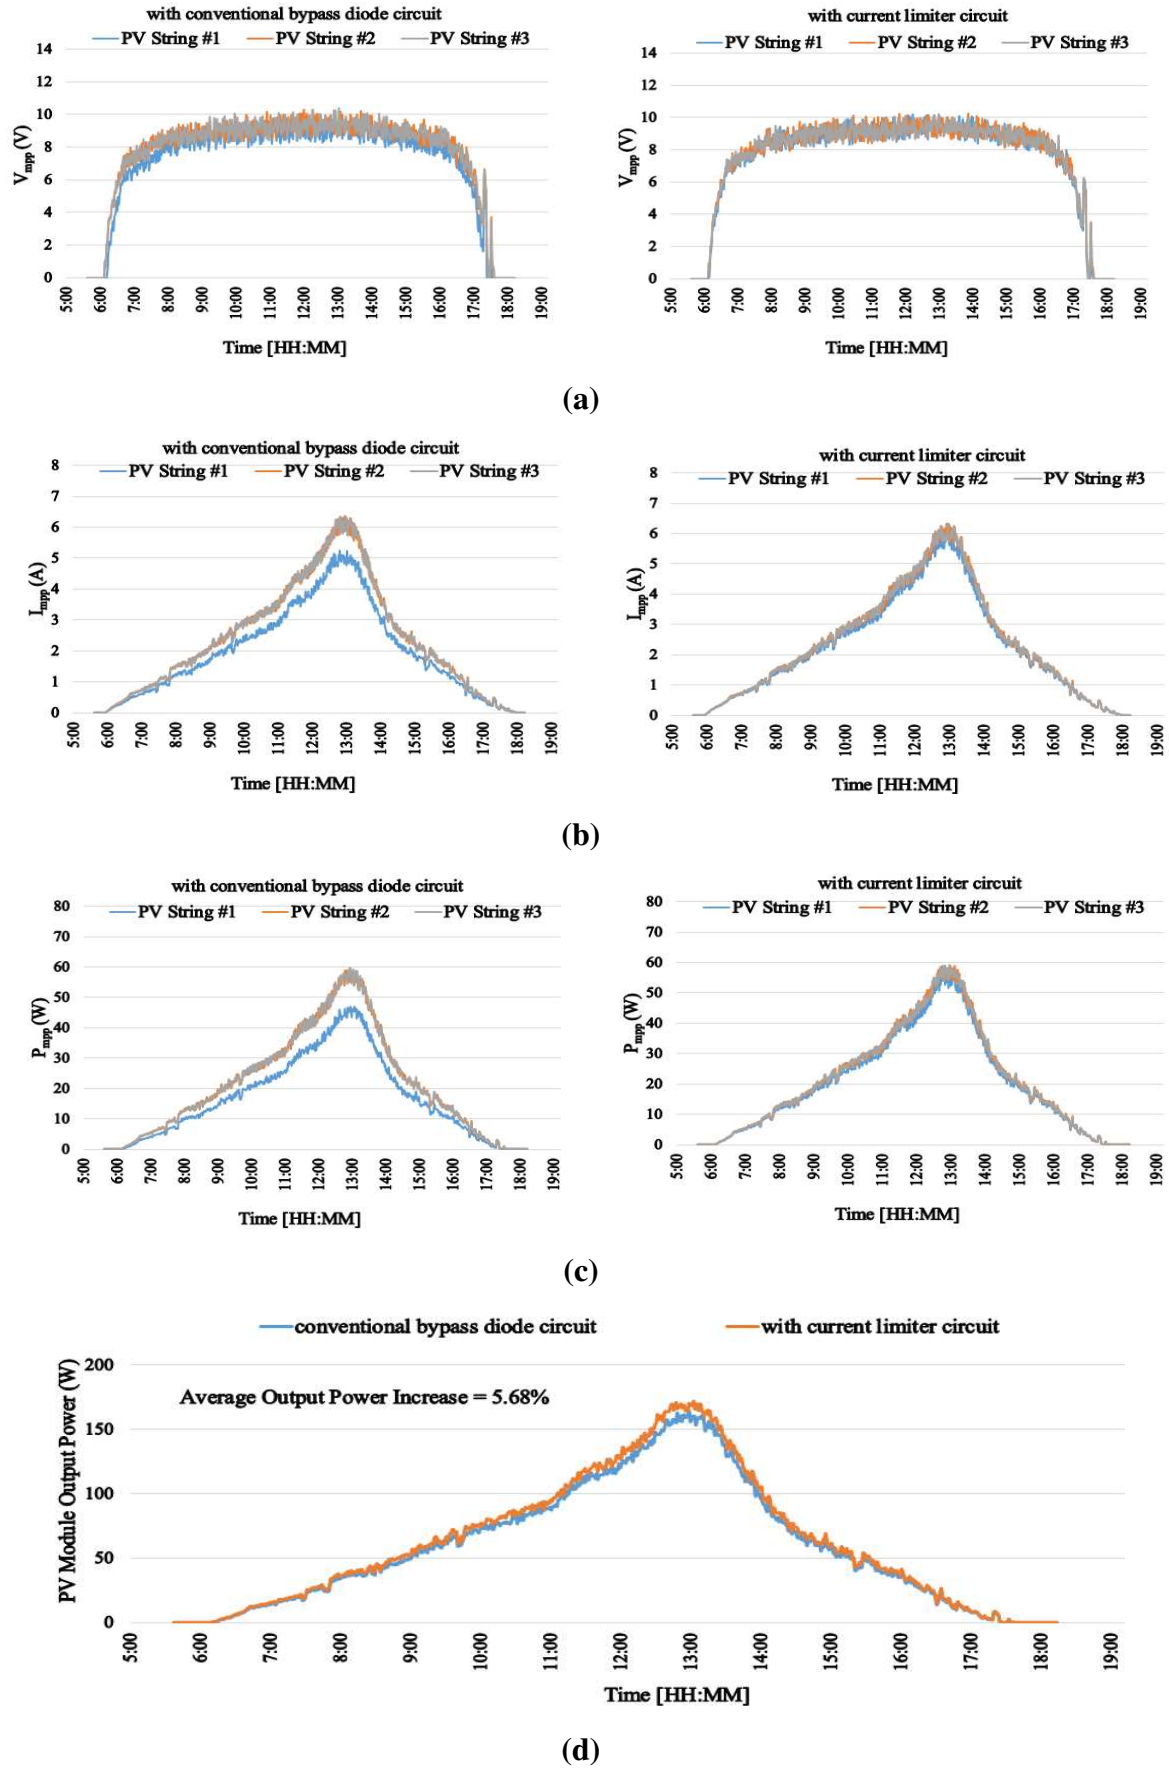 with conventional bypass diode circuit
PV String #1 PV String #2 PV String #3
14
12
10
8
6
4
2
0
Vmpp (V)
5:00 6:00 7:00 8:00 9:00 10:00 11:00 12:00 13:00 14:00 15:00 16:00 17:00 18:00 19:00
Time [HH:MM]
with current limiter circuit
PV String #1 PV String #2 PV String #3
14
12
10
8
6
4
2
0
Vmpp (V)
5:00 6:00 7:00 8:00 9:00 10:00 11:00 12:00 13:00 14:00 15:00 16:00 17:00 18:00 19:00
Time [HH:MM]
(a)
with conventional bypass diode circuit
PV String #1 PV String #2 PV String #3
8
7
6
5
4
3
2
1
0
Impp (A)
5:00 6:00 7:00 8:00 9:00 10:00 11:00 12:00 13:00 14:00 15:00 16:00 17:00 18:00 19:00
Time [HH:MM]
with current limiter circuit
PV String #1 PV String #2 PV String #3
8
7
6
5
4
3
2
1
0
Impp (A)
5:00 6:00 7:00 8:00 9:00 10:00 11:00 12:00 13:00 14:00 15:00 16:00 17:00 18:00 19:00
Time [HH:MM]
(b)
with conventional bypass diode circuit
PV String #1 PV String #2 PV String #3
80
70
60
50
40
30
20
10
0
Pmpp (W)
5:00 6:00 7:00 8:00 9:00 10:00 11:00 12:00 13:00 14:00 15:00 16:00 17:00 18:00 19:00
Time [HH:MM]
with current limiter circuit
PV String #1 PV String #2 PV String #3
80
70
60
50
40
30
20
10
0
Pmpp (W)
5:00 6:00 7:00 8:00 9:00 10:00 11:00 12:00 13:00 14:00 15:00 16:00 17:00 18:00 19:00
Time [HH:MM]
(c)
conventional bypass diode circuit with current limiter circuit
200
150
100
50
0
PV Module Output Power (W)
Average Output Power Increase = 5.68%
5:00 6:00 7:00 8:00 9:00 10:00 11:00 12:00 13:00 14:00 15:00 16:00 17:00 18:00 19:00
Time [HH:MM]
(d)